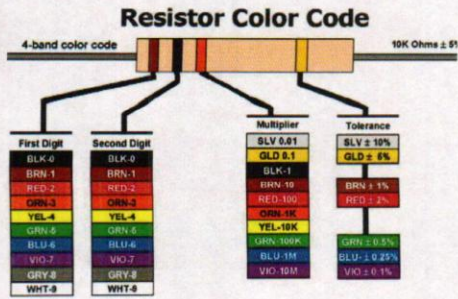 Resistor Color Code
4-band color code
10K Ohms ± 5%
First Digit
BLK-0
BRN-1
RED-2
ORN-3
YEL-4
GRN-5
BLU-6
VIO-7
GRY-8
WHT-9
Second Digit
BLK-0
BRN-1
RED-2
ORN-3
YEL-4
GRN-5
BLU-6
VIO-7
GRY-8
WHT-9
Multiplier
SLV 0.01
GLD 0.1
BLK-1
BRN-10
RED-100
ORN-1K
YEL-10K
GRN-100K
BLU-1M
VIO-10M
Tolerance
SLV ± 10%
GLD ± 5%
BRN ± 1%
RED ± 2%
GRN ± 0.5%
BLU- ± 0.25%
VIO ± 0.1%